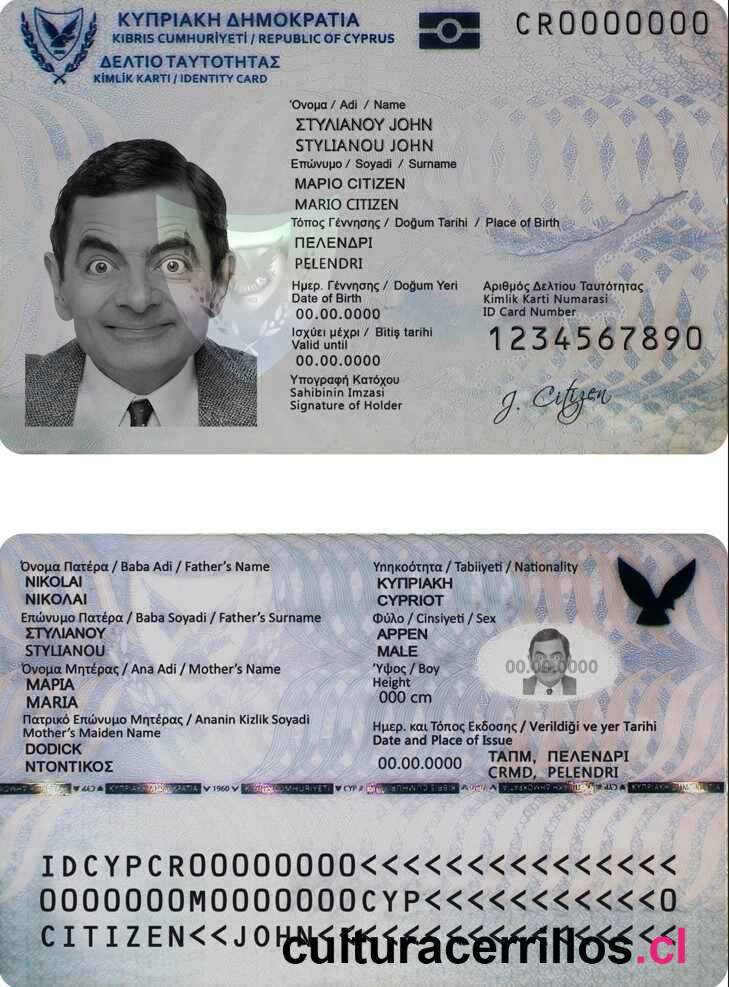 ΚΥΠΡΙΑΚΗ ΔΗΜΟΚΡΑΤΙΑ
KIBRIS CUMHURİYETİ / REPUBLIC OF CYPRUS
ΔΕΛΤΙΟ ΤΑΥΤΟΤΗΤΑΣ
KİMLİK KARTI / IDENTITY CARD
CR0000000
Όνομα / Adi / Name
ΣΤΥΛΙΑΝΟΥ JOHN
STYLIANOU JOHN
Επώνυμο / Soyadi / Surname
ΜΑΡΙΟ CITIZEN
MARIO CITIZEN
Τόπος Γέννησης / Doğum Tarihi / Place of Birth
ΠΕΛΕΝΔΡΙ
PELENDRI
Ημερ. Γέννησης / Doğum Yeri
Date of Birth
00.00.0000
Ισχύει μέχρι / Bitiş tarihi
Valid until
00.00.0000
Υπογραφή Κατόχου
Sahibinin Imzasi
Signature of Holder
Αριθμός Δελτίου Ταυτότητας
Kimlik Karti Numarasi
ID Card Number
1234567890
J. Citizen
Όνομα Πατέρα / Baba Adi / Father's Name
NIKOLAI
ΝΙΚΟΛΑΙ
Επώνυμο Πατέρα / Baba Soyadi / Father's Surname
ΣΤΥΛΙΑΝΟΥ
STYLIANOU
Όνομα Μητέρας / Ana Adi / Mother's Name
ΜΑΡΙΑ
MARIA
Πατρικό Επώνυμο Μητέρας / Ananin Kizlik Soyadi
Mother's Maiden Name
DODICK
ΝΤΟΝΤΙΚΟΣ
Υπηκοότητα / Tabiiyeti / Nationality
ΚΥΠΡΙΑΚΗ
CYPRIOT
Φύλο / Cinsiyeti / Sex
ΑΡΡΕΝ
MALE
Ύψος / Boy
Height
000 cm
00.00.0000
Ημερ. και Τόπος Εκδοσης / Verildiği ve yer Tarihi
Date and Place of Issue
00.00.0000
ΤΑΠΜ, ΠΕΛΕΝΔΡΙ
CRMD, PELENDRI
IDCYPCR00000000<<<<<<<<<<<<<<<
0000000M0000000CYP<<<<<<<<<<<0
CITIZEN<<JOHN<<<<<<<<<<<<<<<<<
culturacerrillos.cl